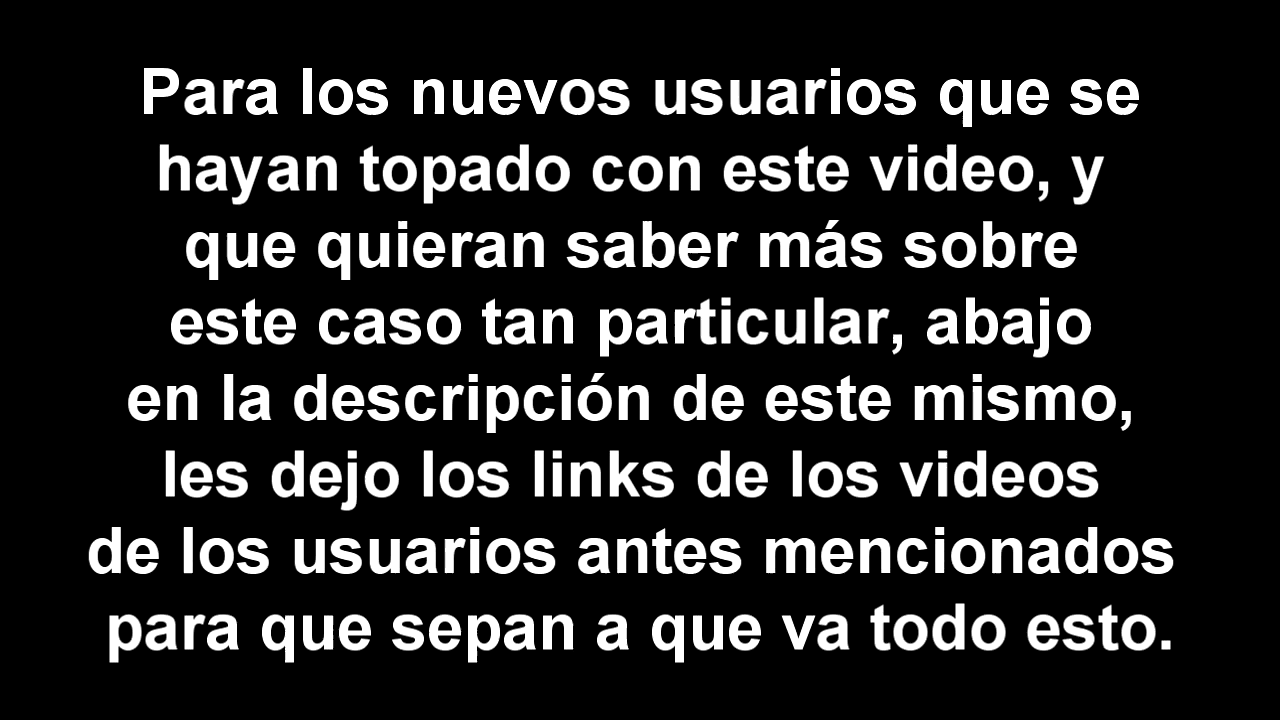 Para los nuevos usuarios que se
hayan topado con este video, y
que quieran saber más sobre
este caso tan particular, abajo
en la descripción de este mismo,
les dejo los links de los videos
de los usuarios antes mencionados
para que sepan a que va todo esto.